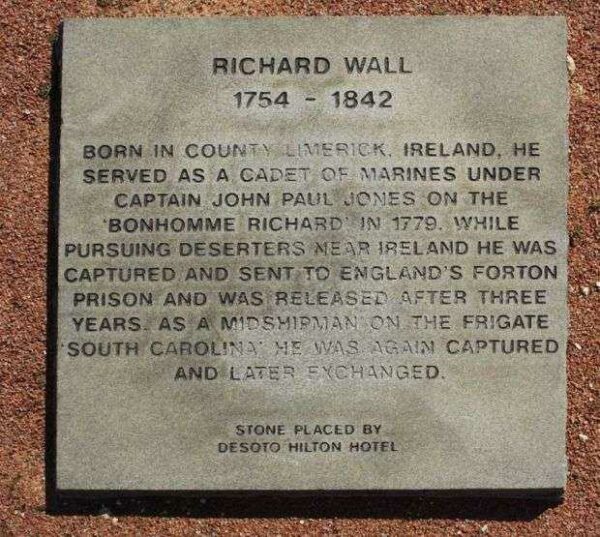 RICHARD WALL
1754 - 1842
BORN IN COUNTY LIMERICK, IRELAND, HE
SERVED AS A CADET OF MARINES UNDER
CAPTAIN JOHN PAUL JONES ON THE
'BONHOMME RICHARD' IN 1779. WHILE
PURSUING DESERTERS NEAR IRELAND HE WAS
CAPTURED AND SENT TO ENGLAND'S FORTON
PRISON AND WAS RELEASED AFTER THREE
YEARS. AS A MIDSHIPMAN ON THE FRIGATE
'SOUTH CAROLINA' HE WAS AGAIN CAPTURED
AND LATER EXCHANGED.
STONE PLACED BY
DESOTO HILTON HOTEL